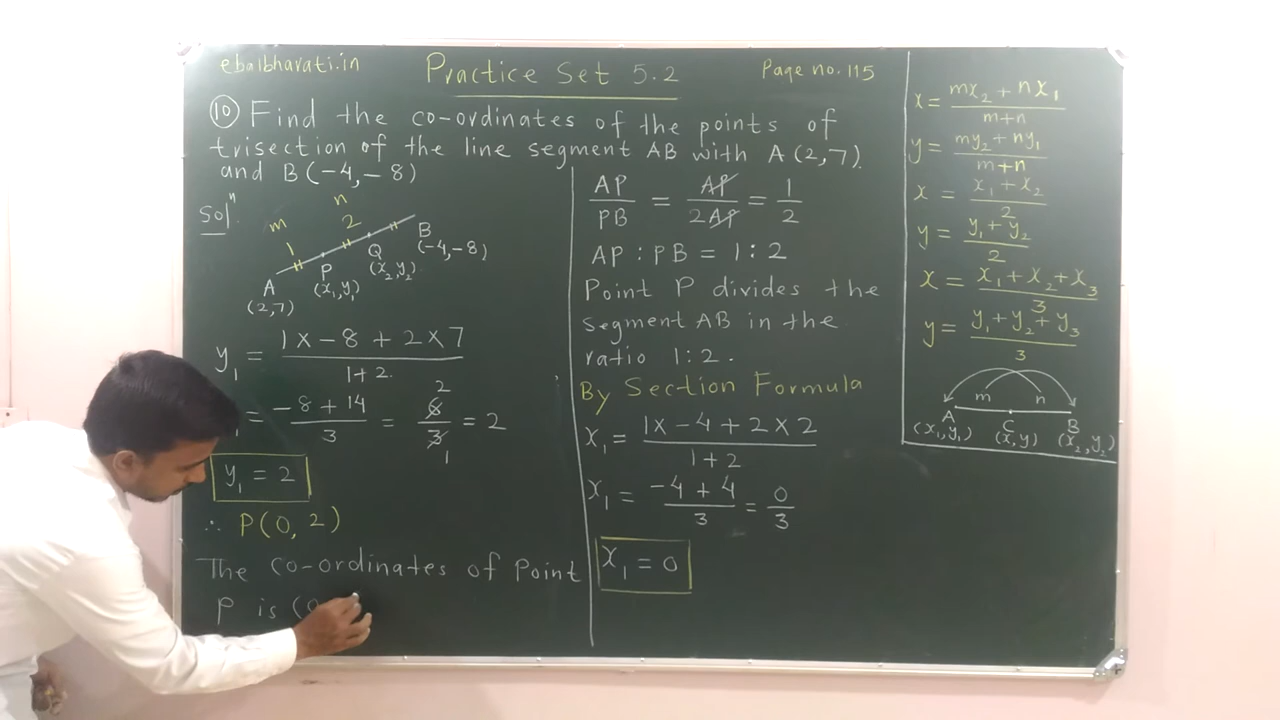 ebalbharati.in
Practice Set 5.2
Page no. 115
⑩ Find the co-ordinates of the points of
trisection of the line segment AB with A(2,7)
and B(-4,-8)
Solⁿ
m
n
1
2
A
(2,7)
P
(x₁,y₁)
Q
(x₂,y₂)
B
(-4,-8)
y₁ = 1×-8 + 2×7 / 1+2
= -8+14 / 3 = 6/3 = 2
2
1
y₁ = 2
∴ P(0, 2)
The co-ordinates of Point
P is (0
AP/PB = AP/2AP = 1/2
AP : PB = 1:2
Point P divides the
segment AB in the
ratio 1:2.
By Section Formula
x₁ = 1×-4 + 2×2 / 1+2
x₁ = -4+4 / 3 = 0/3
x₁ = 0
x = mx₂ + nx₁ / m+n
y = my₂ + ny₁ / m+n
x = x₁ + x₂ / 2
y = y₁ + y₂ / 2
x = x₁ + x₂ + x₃ / 3
y = y₁ + y₂ + y₃ / 3
m n
A C B
(x₁,y₁) (x,y) (x₂,y₂)